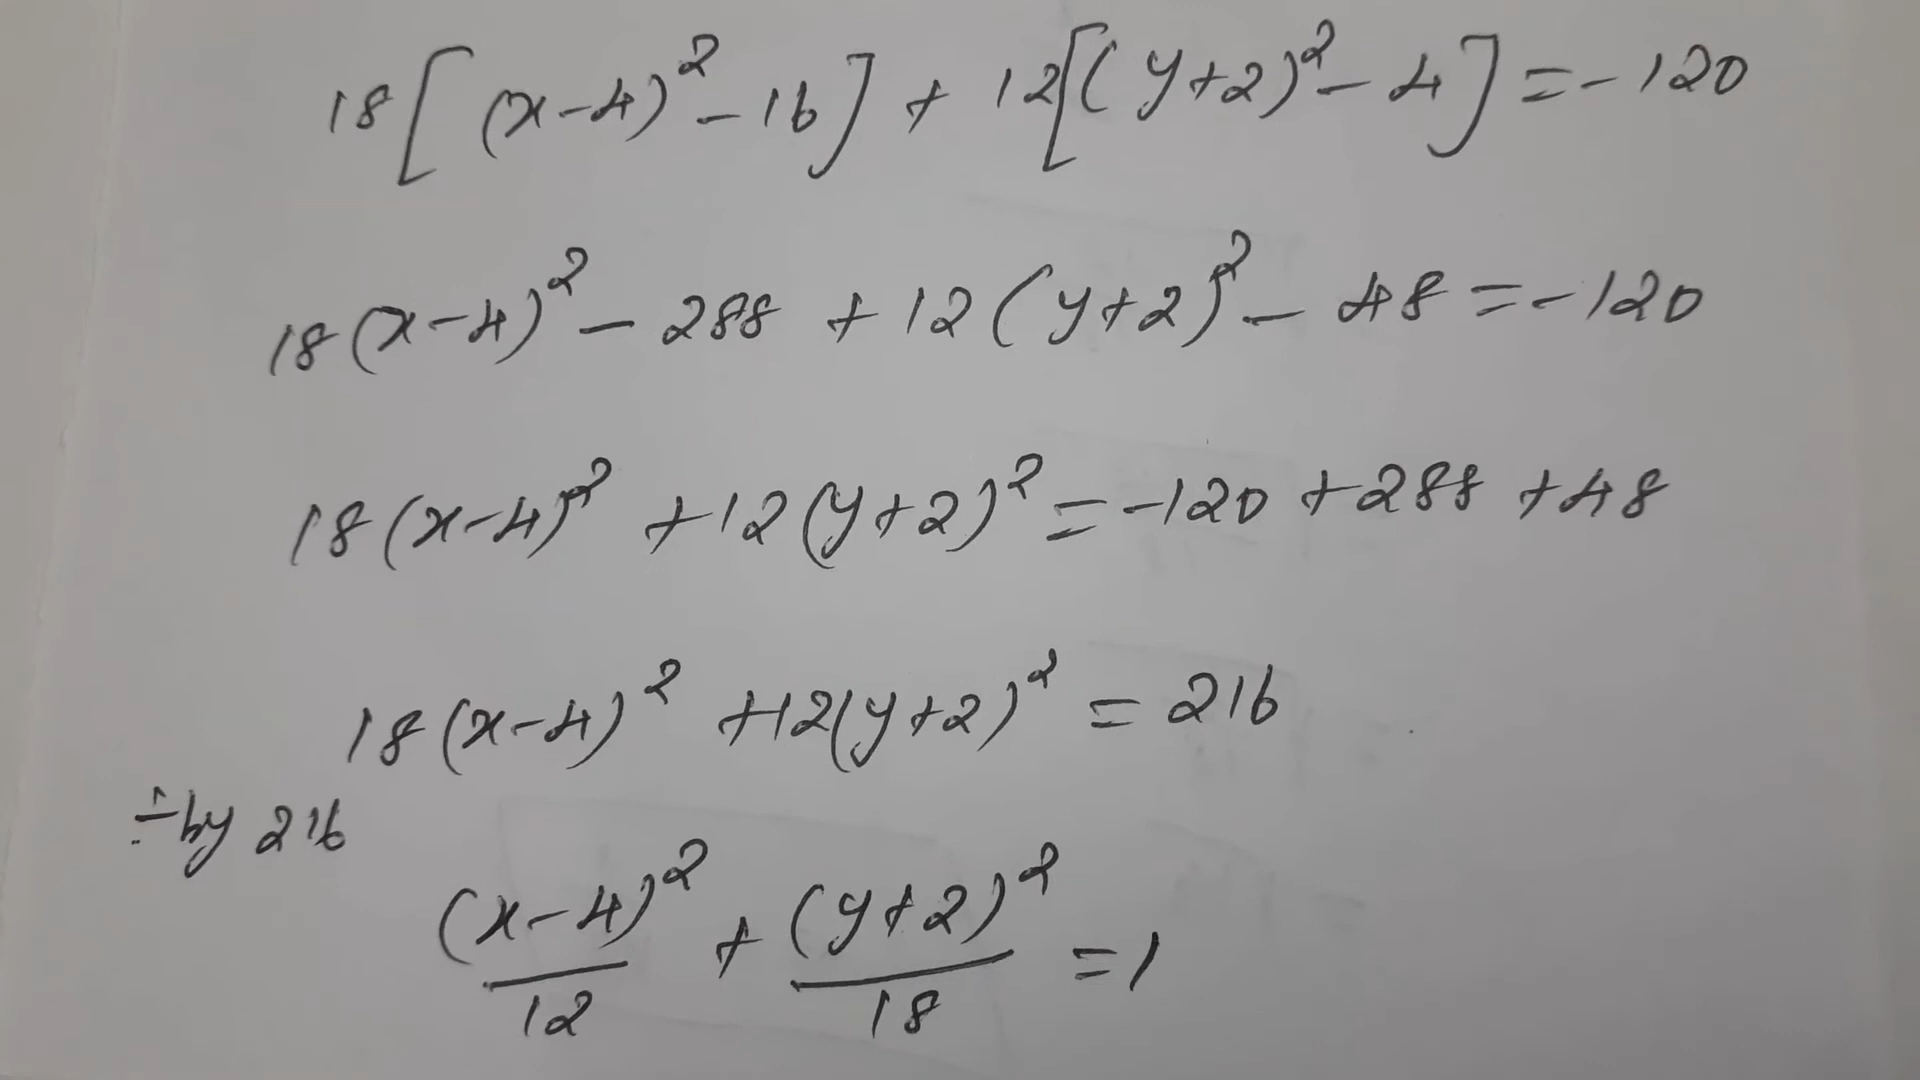 18[(x-4)²-16] + 12[(y+2)²-4] = -120
18(x-4)² - 288 + 12(y+2)² - 48 = -120
18(x-4)² + 12(y+2)² = -120 + 288 + 48
18(x-4)² + 12(y+2)² = 216
÷ by 216
(x-4)²/12 + (y+2)²/18 = 1